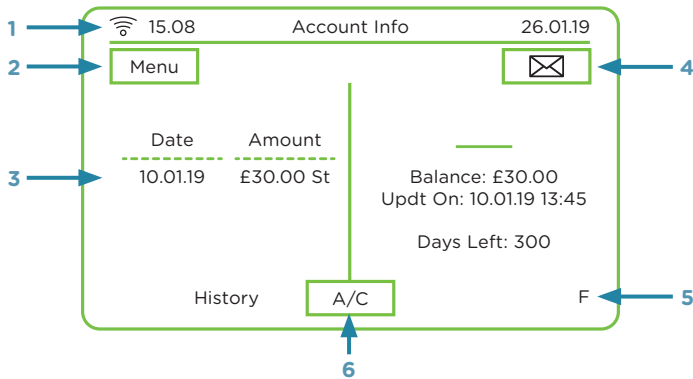 1 15.08 Account Info 26.01.19
2 Menu 4
Date Amount
3 10.01.19 £30.00 St
Balance: £30.00
Updt On: 10.01.19 13:45
Days Left: 300
History A/C F 5
6